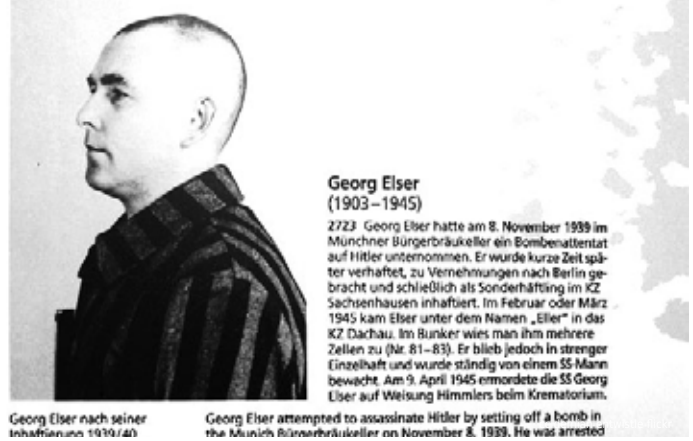 Georg Elser
(1903–1945)
2723 Georg Elser hatte am 8. November 1939 im
Münchner Bürgerbräukeller ein Bombenattentat
auf Hitler unternommen. Er wurde kurze Zeit spä-
ter verhaftet, zu Vernehmungen nach Berlin ge-
bracht und schließlich als Sonderhäftling im KZ
Sachsenhausen inhaftiert. Im Februar oder März
1945 kam Elser unter dem Namen „Eller" in das
KZ Dachau. Im Bunker wies man ihm mehrere
Zellen zu (Nr. 81–83). Er blieb jedoch in strenger
Einzelhaft und wurde ständig von einem SS-Mann
bewacht. Am 9. April 1945 ermordete die SS Georg
Elser auf Weisung Himmlers beim Krematorium.
Georg Elser nach seiner
Inhaftierung 1939/40
Georg Elser attempted to assassinate Hitler by setting off a bomb in
the Munich Bürgerbräukeller on November 8, 1939. He was arrested